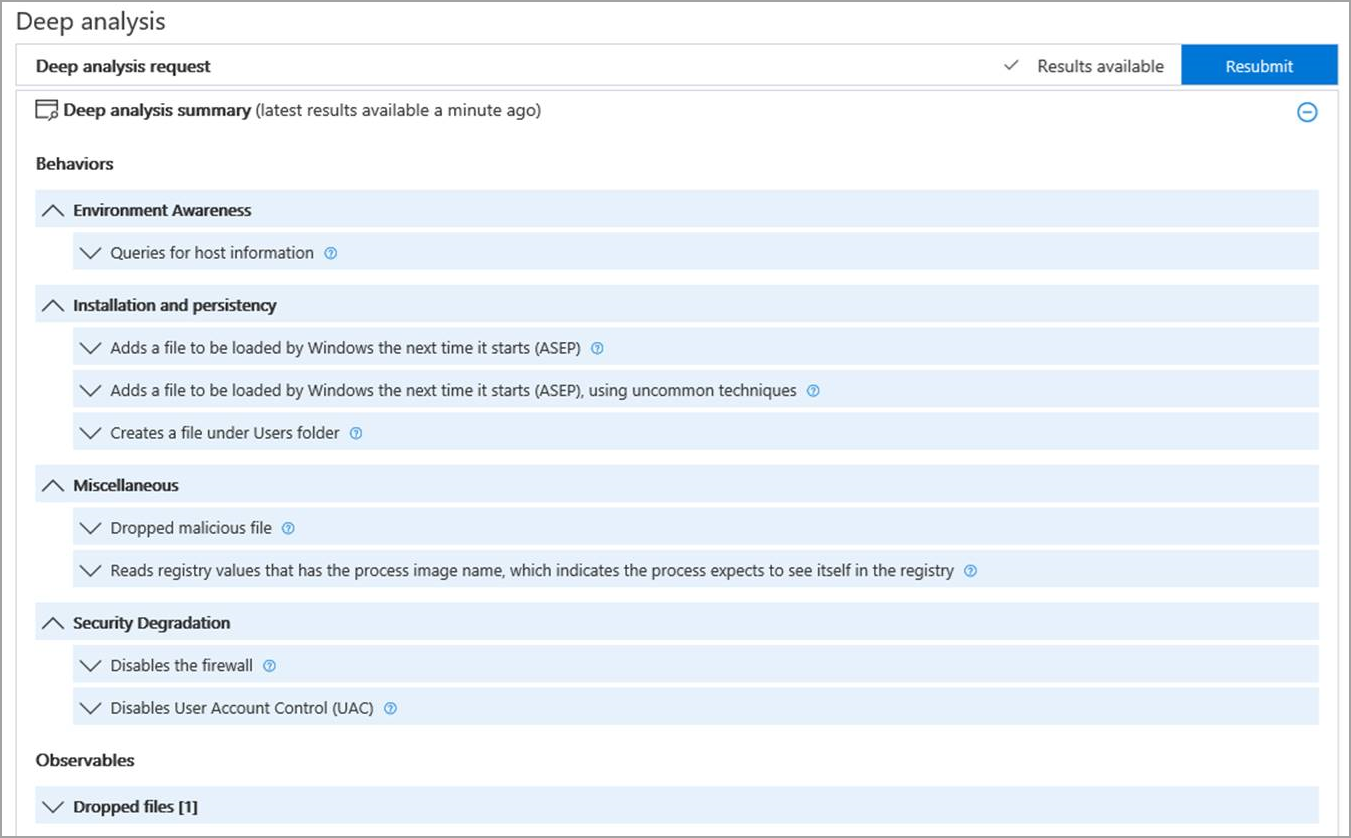 Deep analysis
Deep analysis request
Results available
Resubmit
Deep analysis summary (latest results available a minute ago)
Behaviors
Environment Awareness
Queries for host information
Installation and persistency
Adds a file to be loaded by Windows the next time it starts (ASEP)
Adds a file to be loaded by Windows the next time it starts (ASEP), using uncommon techniques
Creates a file under Users folder
Miscellaneous
Dropped malicious file
Reads registry values that has the process image name, which indicates the process expects to see itself in the registry
Security Degradation
Disables the firewall
Disables User Account Control (UAC)
Observables
Dropped files [1]